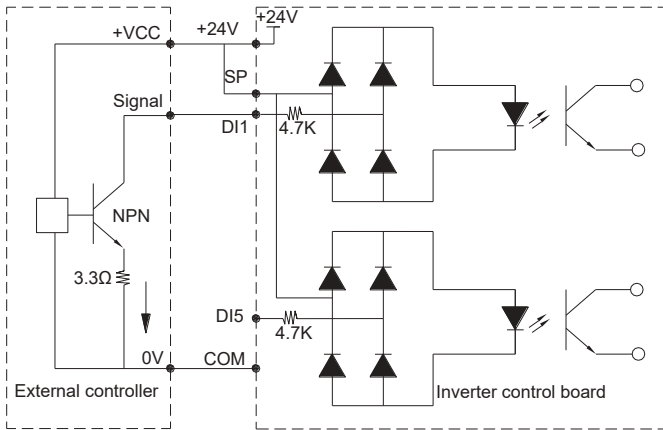 +VCC
+24V
+24V
SP
Signal
DI1
4.7K
NPN
3.3Ω
DI5
4.7K
0V
COM
External controller
Inverter control board